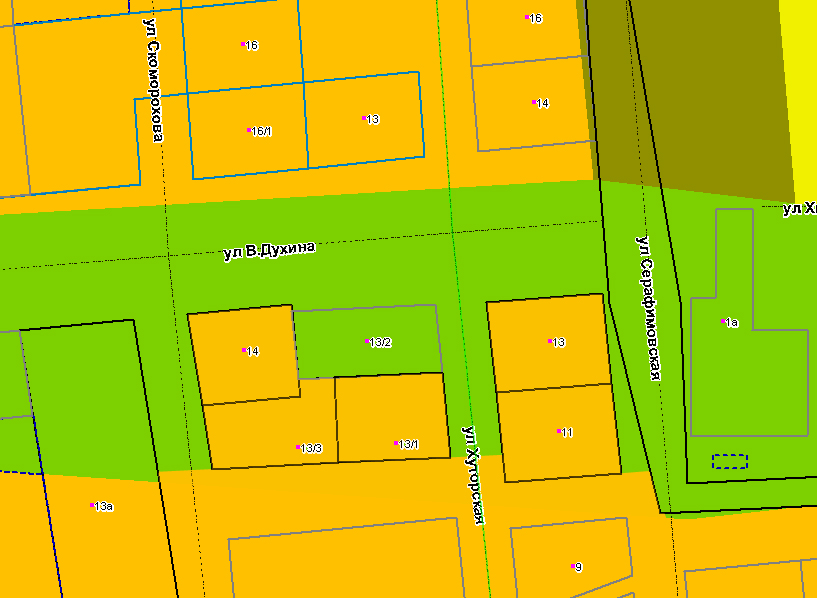 ул Скоморохова
16
16
14
16/1
13
ул В.Духина
ул Х
ул Серафимовская
1а
14
13/2
13
11
13/3
13/1
ул Хуторская
13а
9